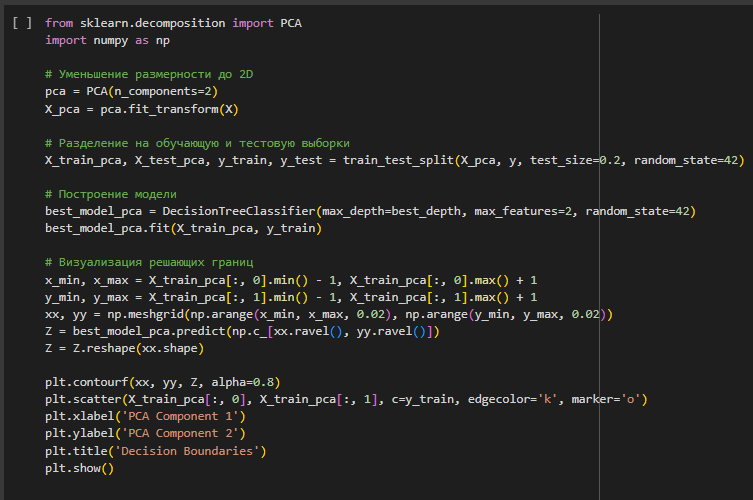 [ ] from sklearn.decomposition import PCA
import numpy as np
# Уменьшение размерности до 2D
pca = PCA(n_components=2)
X_pca = pca.fit_transform(X)
# Разделение на обучающую и тестовую выборки
X_train_pca, X_test_pca, y_train, y_test = train_test_split(X_pca, y, test_size=0.2, random_state=42)
# Построение модели
best_model_pca = DecisionTreeClassifier(max_depth=best_depth, max_features=2, random_state=42)
best_model_pca.fit(X_train_pca, y_train)
# Визуализация решающих границ
x_min, x_max = X_train_pca[:, 0].min() - 1, X_train_pca[:, 0].max() + 1
y_min, y_max = X_train_pca[:, 1].min() - 1, X_train_pca[:, 1].max() + 1
xx, yy = np.meshgrid(np.arange(x_min, x_max, 0.02), np.arange(y_min, y_max, 0.02))
Z = best_model_pca.predict(np.c_[xx.ravel(), yy.ravel()])
Z = Z.reshape(xx.shape)
plt.contourf(xx, yy, Z, alpha=0.8)
plt.scatter(X_train_pca[:, 0], X_train_pca[:, 1], c=y_train, edgecolor='k', marker='o')
plt.xlabel('PCA Component 1')
plt.ylabel('PCA Component 2')
plt.title('Decision Boundaries')
plt.show()